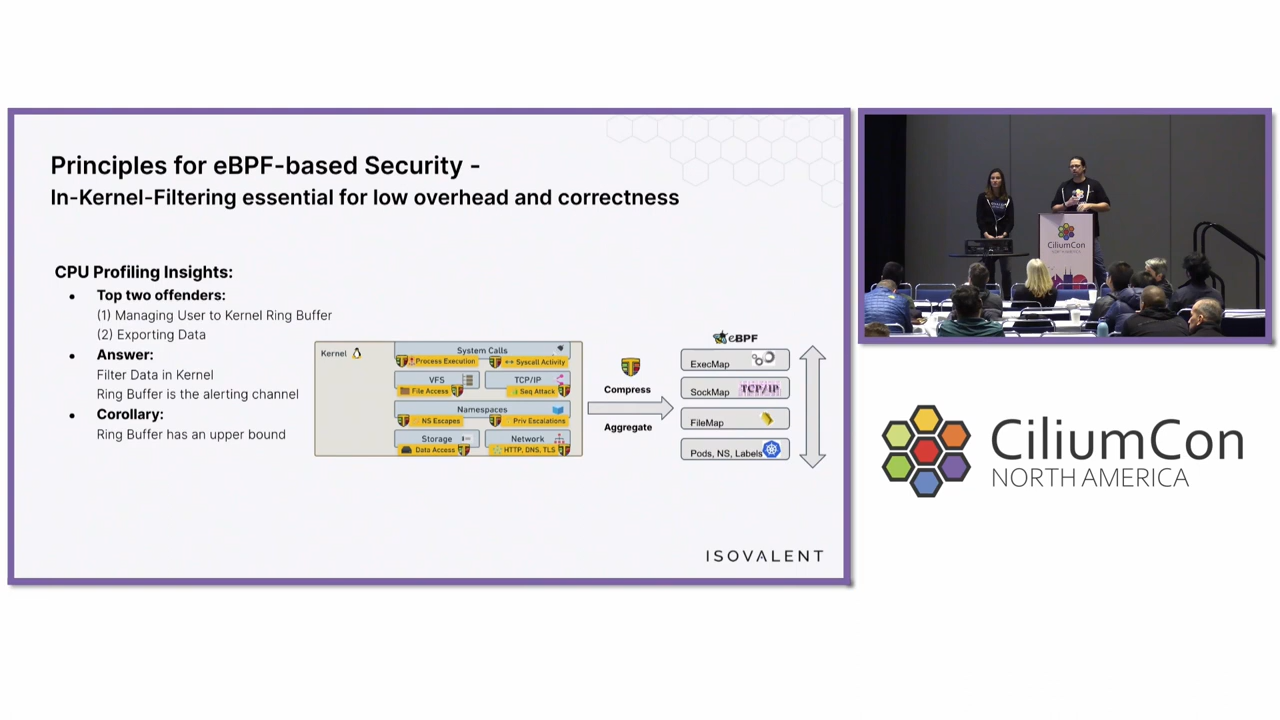 Principles for eBPF-based Security -
In-Kernel-Filtering essential for low overhead and correctness
CPU Profiling Insights:
Top two offenders:
(1) Managing User to Kernel Ring Buffer
(2) Exporting Data
Answer:
Filter Data in Kernel
Ring Buffer is the alerting channel
Corollary:
Ring Buffer has an upper bound
Kernel
System Calls
Process Execution
++ Syscall Activity
VFS
TCP/IP
File Access
Seq Attack
Namespaces
NS Escapes
Priv Escalations
Storage
Network
Data Access
HTTP, DNS, TLS
Compress
Aggregate
eBPF
ExecMap
SockMap
TCP/IP
FileMap
Pods, NS, Labels
ISOVALENT
CiliumCon
CiliumCon
NORTH AMERICA